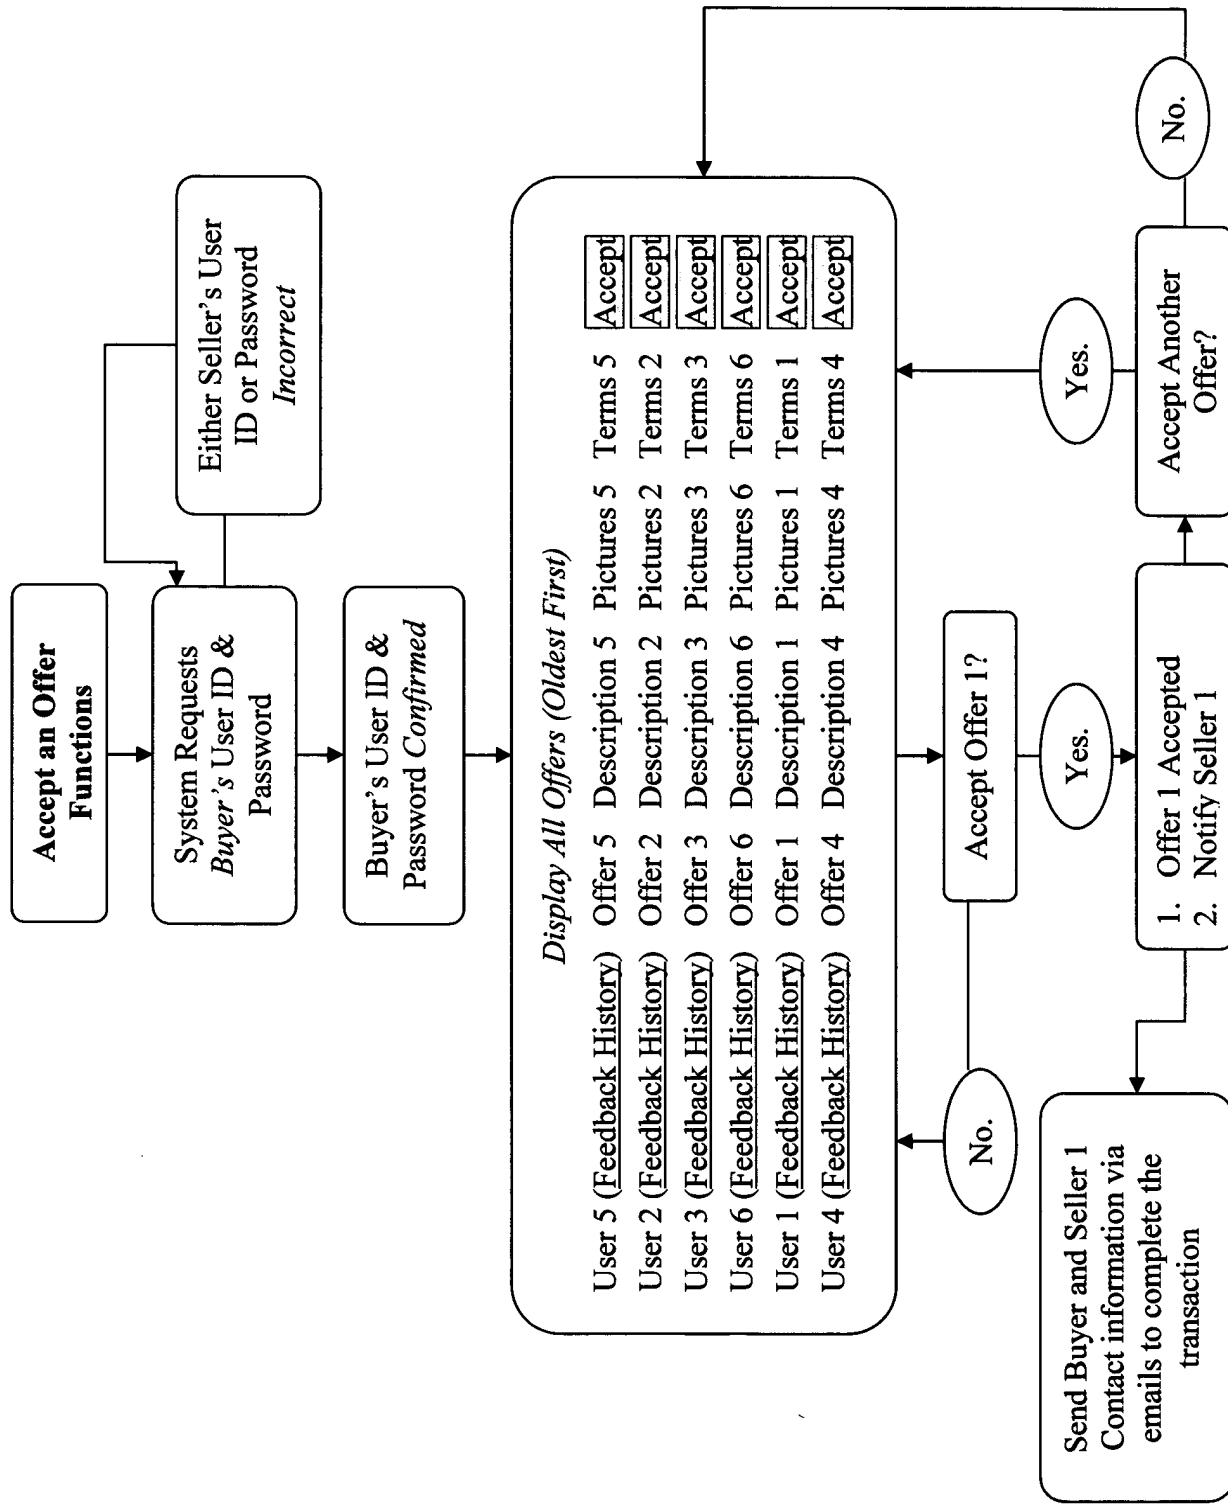 Accept an Offer
Functions
System Requests
Buyer's User ID &
Password
Either Seller's User
ID or Password
Incorrect
Buyer's User ID &
Password Confirmed
Display All Offers (Oldest First)
User 5 (Feedback History) Offer 5 Description 5 Pictures 5 Terms 5 Accept
User 2 (Feedback History) Offer 2 Description 2 Pictures 2 Terms 2 Accept
User 3 (Feedback History) Offer 3 Description 3 Pictures 3 Terms 3 Accept
User 6 (Feedback History) Offer 6 Description 6 Pictures 6 Terms 6 Accept
User 1 (Feedback History) Offer 1 Description 1 Pictures 1 Terms 1 Accept
User 4 (Feedback History) Offer 4 Description 4 Pictures 4 Terms 4 Accept
No.
Accept Offer 1?
Yes.
Yes.
No.
Send Buyer and Seller 1
Contact information via
emails to complete the
transaction
1. Offer 1 Accepted
2. Notify Seller 1
Accept Another
Offer?